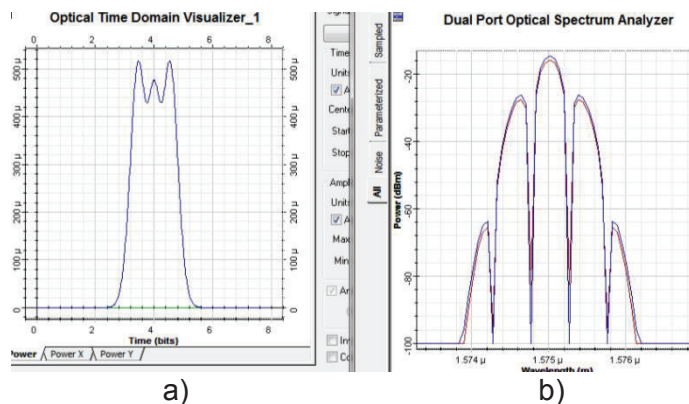 Optical Time Domain Visualizer_1
0 2 4 6 8
500 µ
400 µ
300 µ
200 µ
100 µ
0
500 µ
400 µ
300 µ
200 µ
100 µ
0
0 2 4 6 8
Time (bits)
Power Power X Power Y
Time
Units
Cente
Start
Stop
Ampl
Units
Max
Min
Inv
Sampled
Parameterized
Noise
All
Dual Port Optical Spectrum Analyzer
Power (dBm)
-20
-40
-60
-80
-100
1.574 µ 1.575 µ 1.576 µ
Wavelength (m)
a) b)